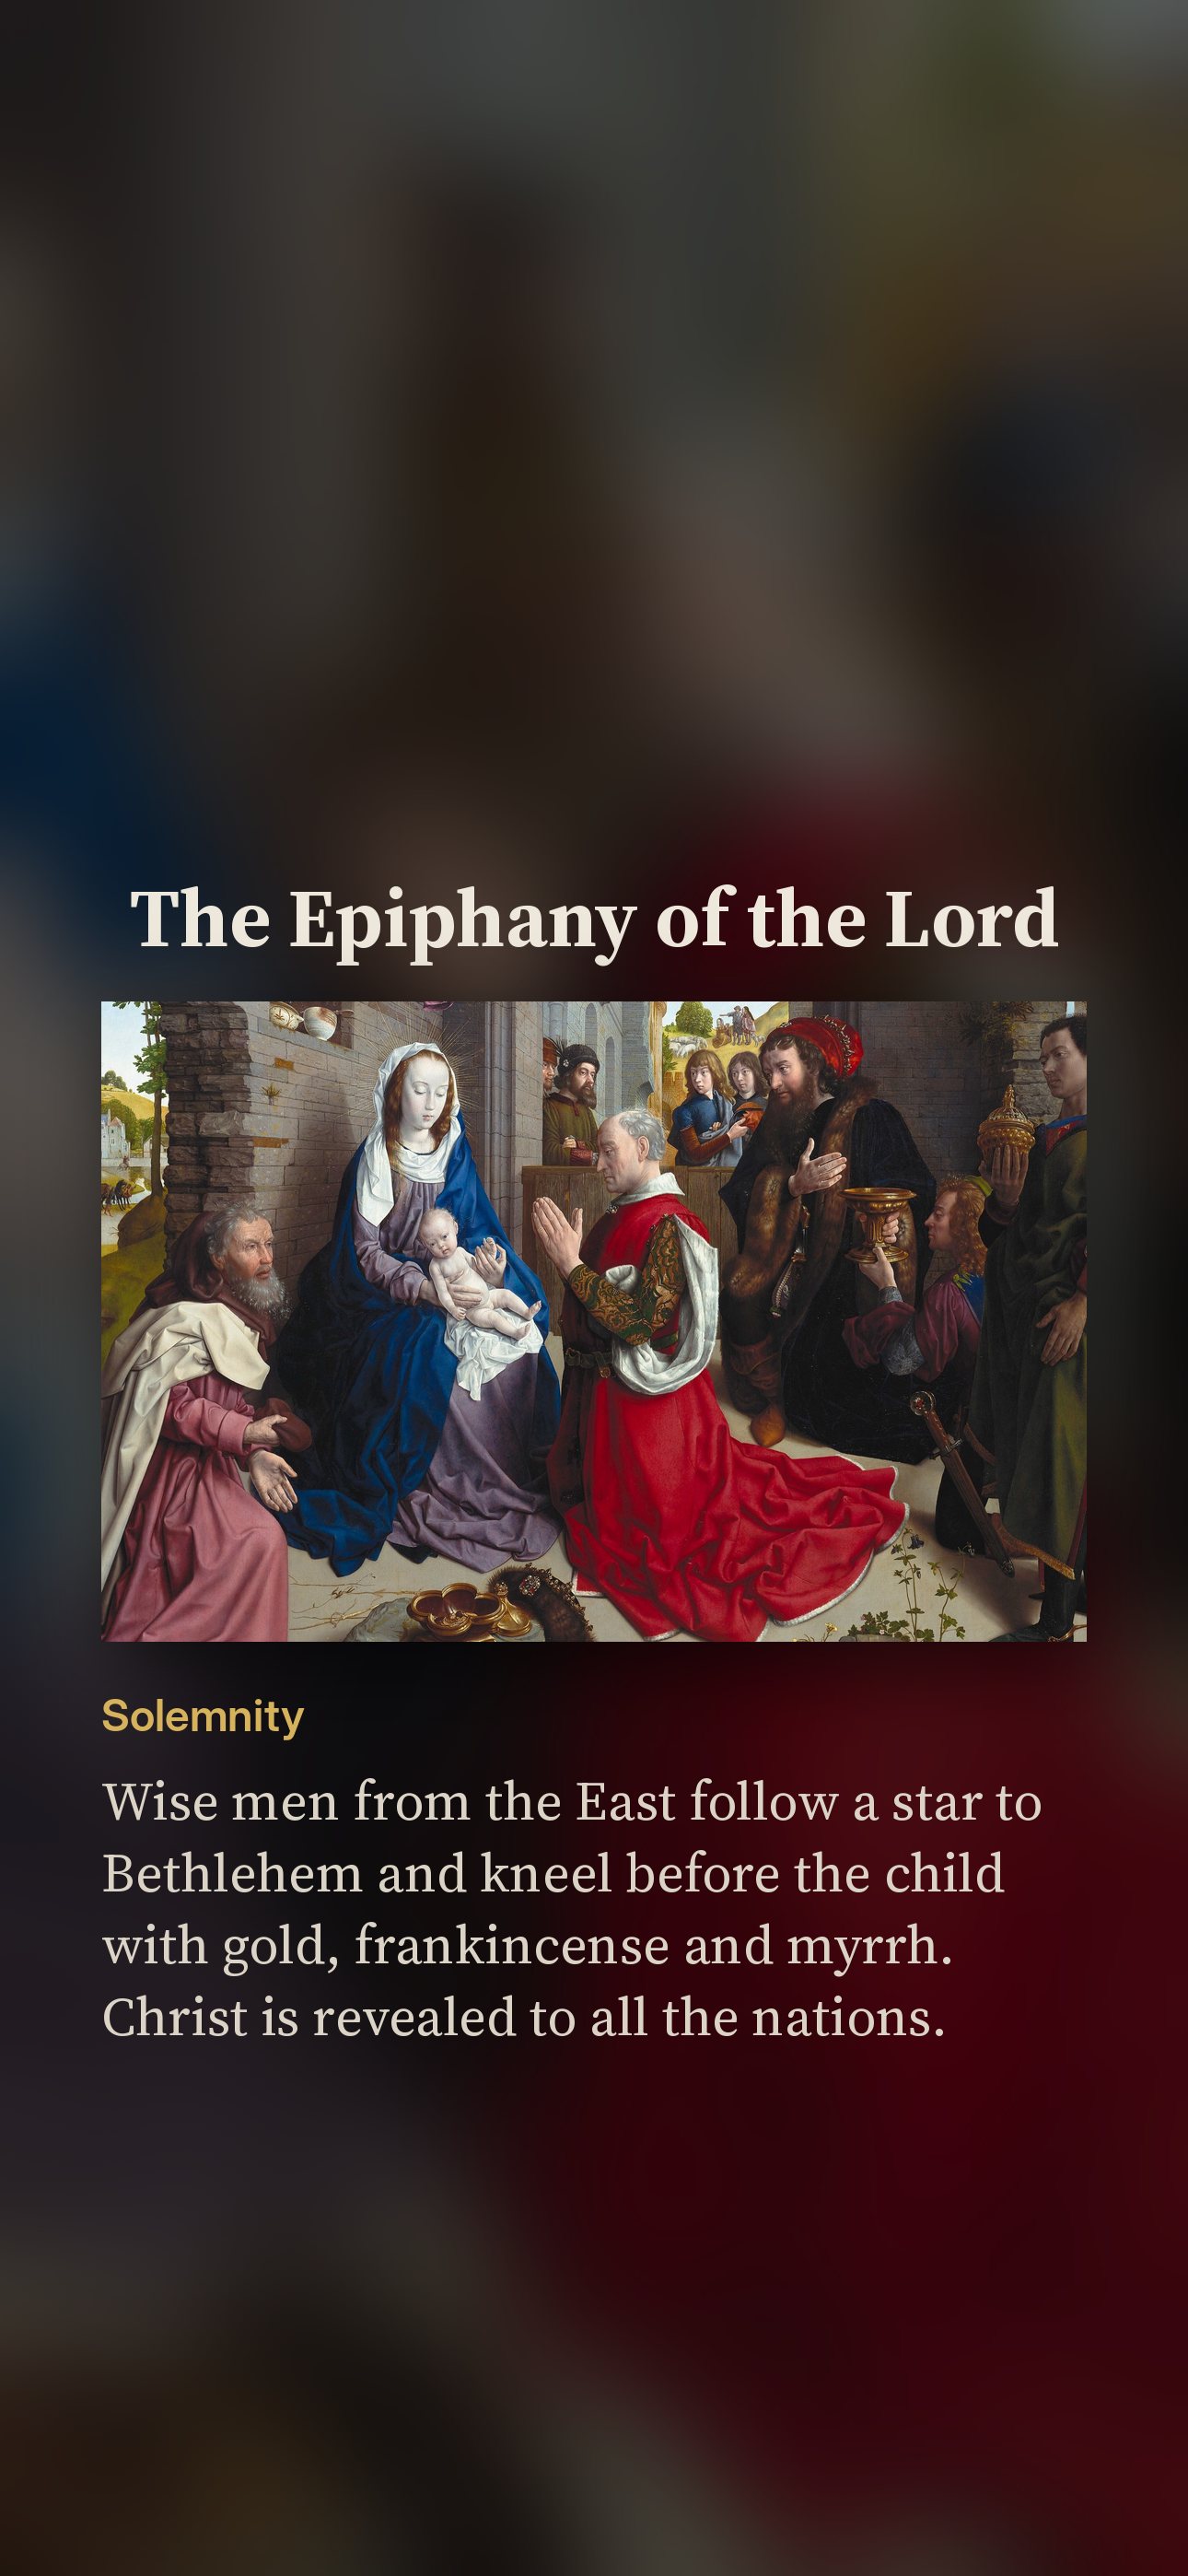 The Epiphany of the Lord
Solemnity
Wise men from the East follow a star to
Bethlehem and kneel before the child
with gold, frankincense and myrrh.
Christ is revealed to all the nations.